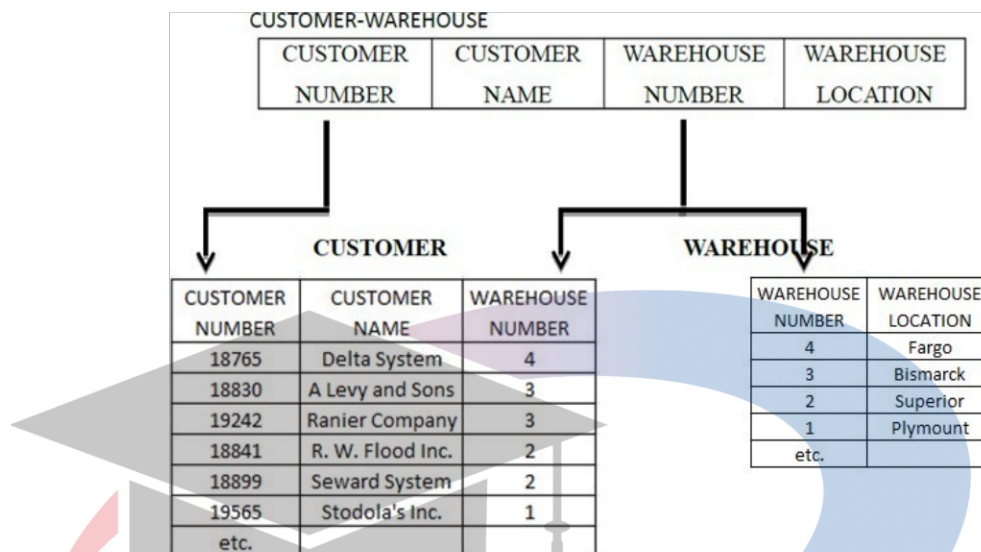 CUSTOMER-WAREHOUSE
CUSTOMER NUMBER CUSTOMER NAME WAREHOUSE NUMBER WAREHOUSE LOCATION
CUSTOMER
CUSTOMER NUMBER CUSTOMER NAME WAREHOUSE NUMBER
18765 Delta System 4
18830 A Levy and Sons 3
19242 Ranier Company 3
18841 R. W. Flood Inc. 2
18899 Seward System 2
19565 Stodola's Inc. 1
etc.
WAREHOUSE
WAREHOUSE NUMBER WAREHOUSE LOCATION
4 Fargo
3 Bismarck
2 Superior
1 Plymount
etc.